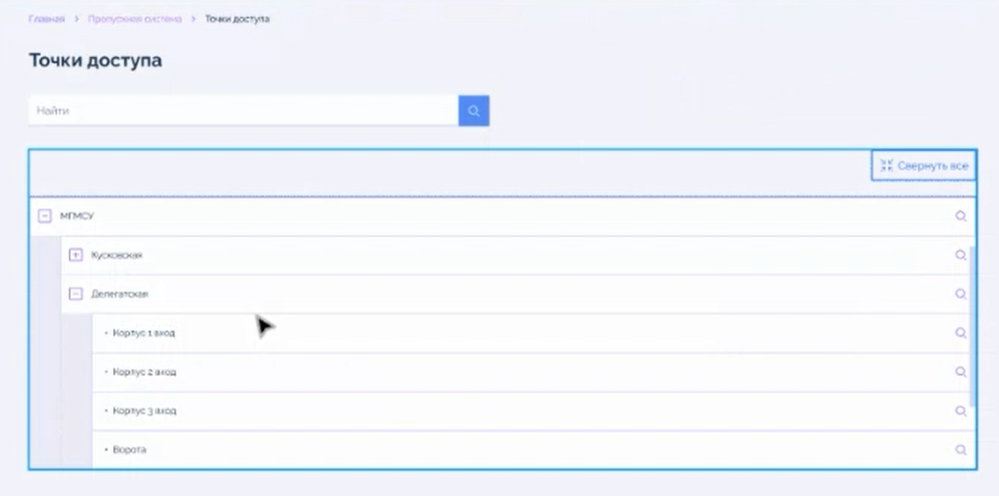 Главная > Пропускная система > Точки доступа
Точки доступа
Найти
Свернуть все
МГМСУ
Кусковская
Делегатская
• Корпус 1 вход
• Корпус 2 вход
• Корпус 3 вход
• Ворота